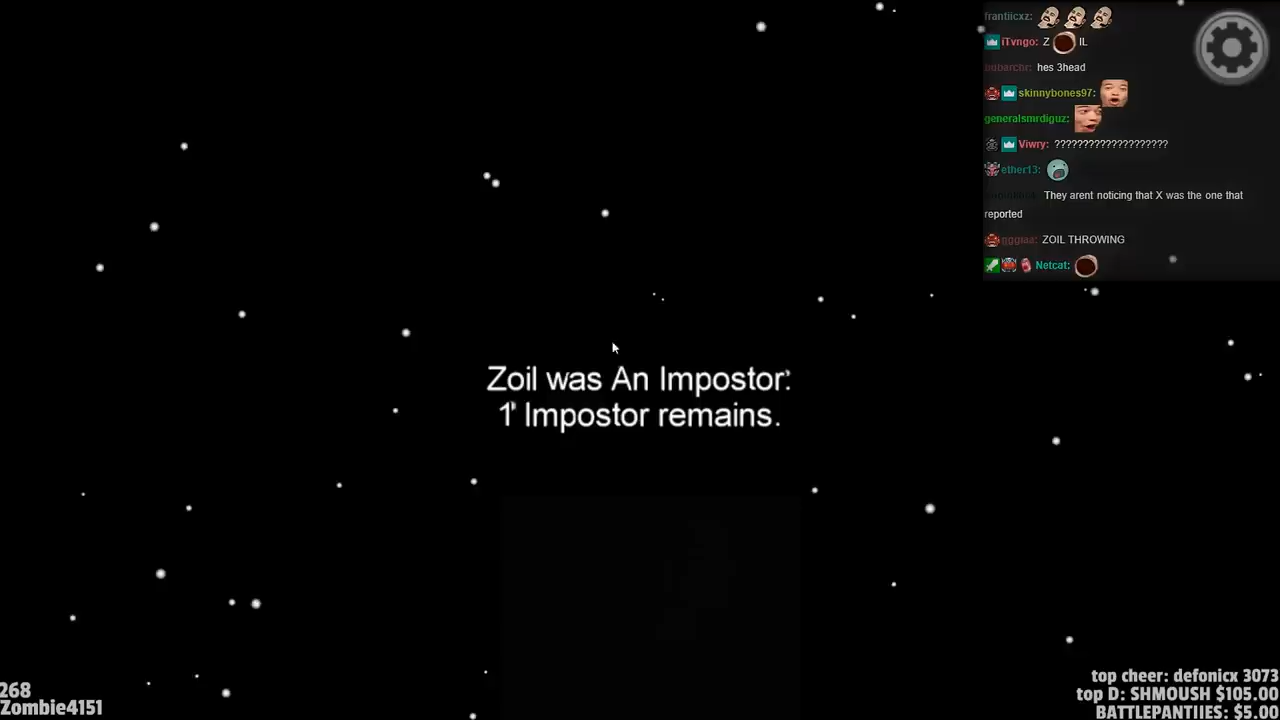 frantiicxz:
iTvngo: Z IL
hes 3head
skinnybones97:
generalsmrdiguz:
Viwry: ????????????????????
ether13:
They arent noticing that X was the one that
reported
ZOIL THROWING
Netcat:
Zoil was An Impostor.
1 Impostor remains.
268
Zombie4151
top cheer: defonicx 3073
top D: SHMOUSH $105.00
BATTLEPANTIIES: $5.00